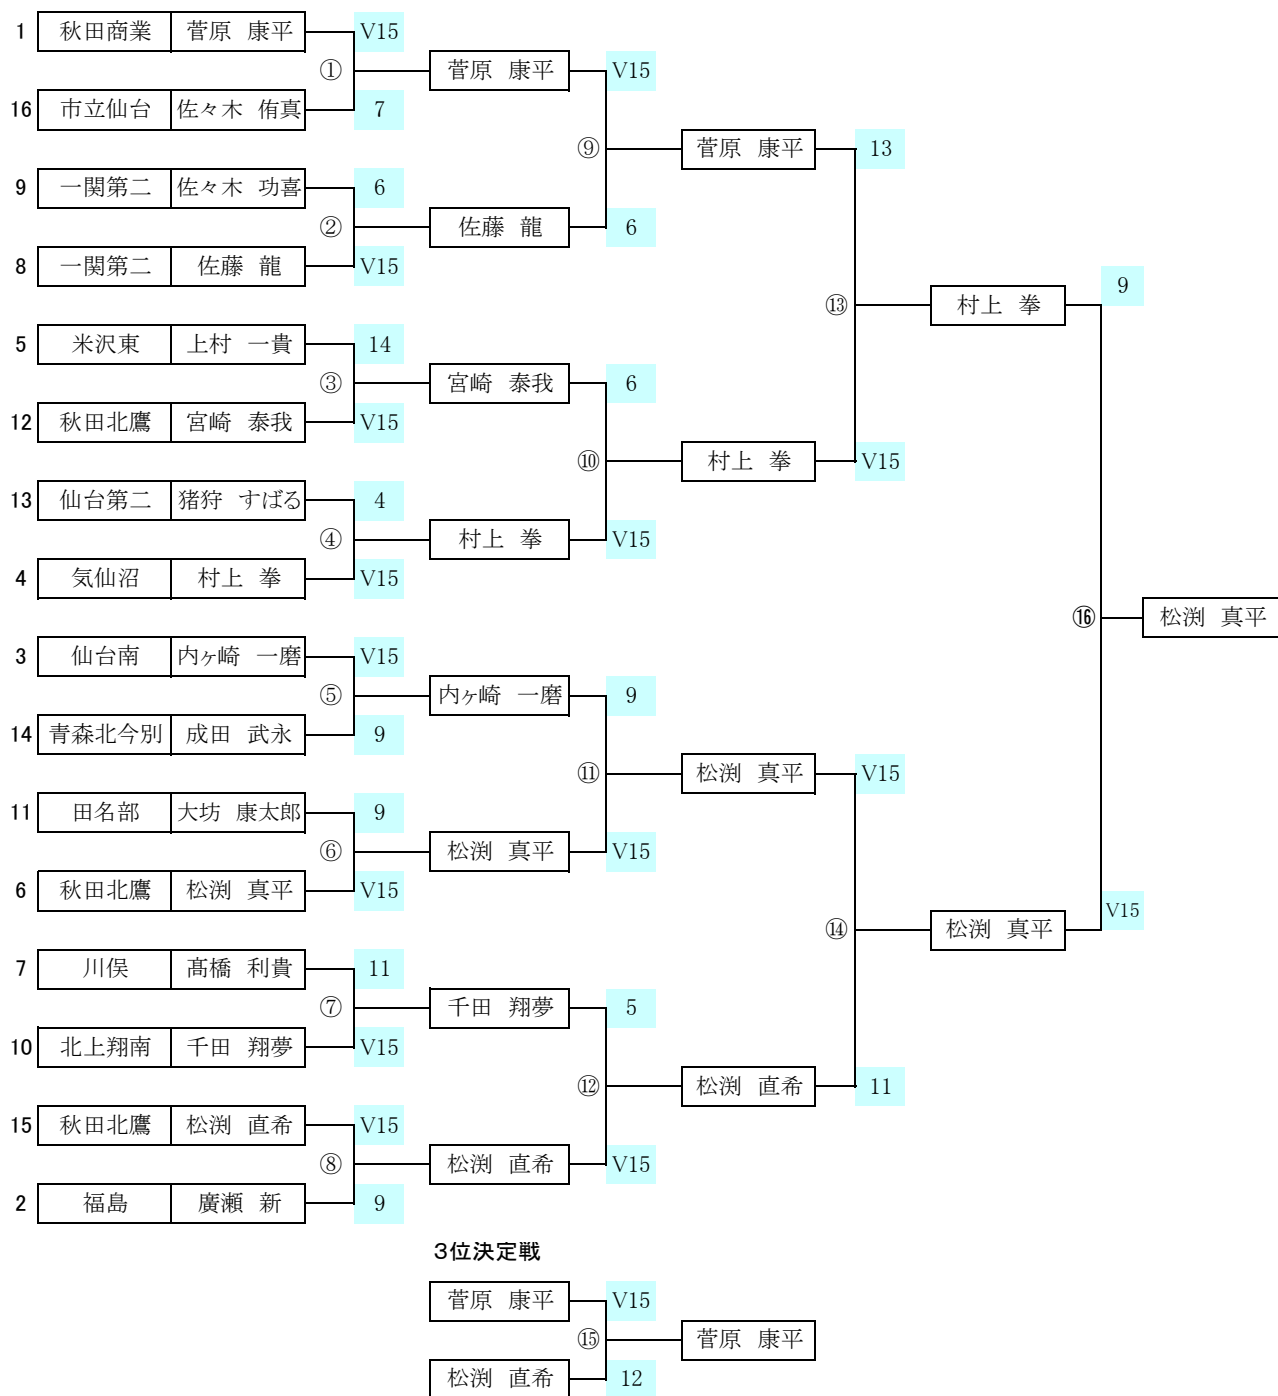 1 秋田商業 菅原 康平 V15
① 菅原 康平 V15
16 市立仙台 佐々木 侑真 7
⑨ 菅原 康平 13
9 一関第二 佐々木 功喜 6
② 佐藤 龍 6
8 一関第二 佐藤 龍 V15
⑬ 村上 拳 9
5 米沢東 上村 一貴 14
③ 宮崎 泰我 6
12 秋田北鷹 宮崎 泰我 V15
⑩ 村上 拳 V15
13 仙台第二 猪狩 すばる 4
④ 村上 拳 V15
4 気仙沼 村上 拳 V15
⑯ 松渕 真平
3 仙台南 内ヶ崎 一磨 V15
⑤ 内ヶ崎 一磨 9
14 青森北今別 成田 武永 9
⑪ 松渕 真平 V15
11 田名部 大坊 康太郎 9
⑥ 松渕 真平 V15
6 秋田北鷹 松渕 真平 V15
⑭ 松渕 真平 V15
7 川俣 髙橋 利貴 11
⑦ 千田 翔夢 5
10 北上翔南 千田 翔夢 V15
⑫ 松渕 直希 11
15 秋田北鷹 松渕 直希 V15
⑧ 松渕 直希 V15
2 福島 廣瀬 新 9
3位決定戦
菅原 康平 V15
⑮ 菅原 康平
松渕 直希 12